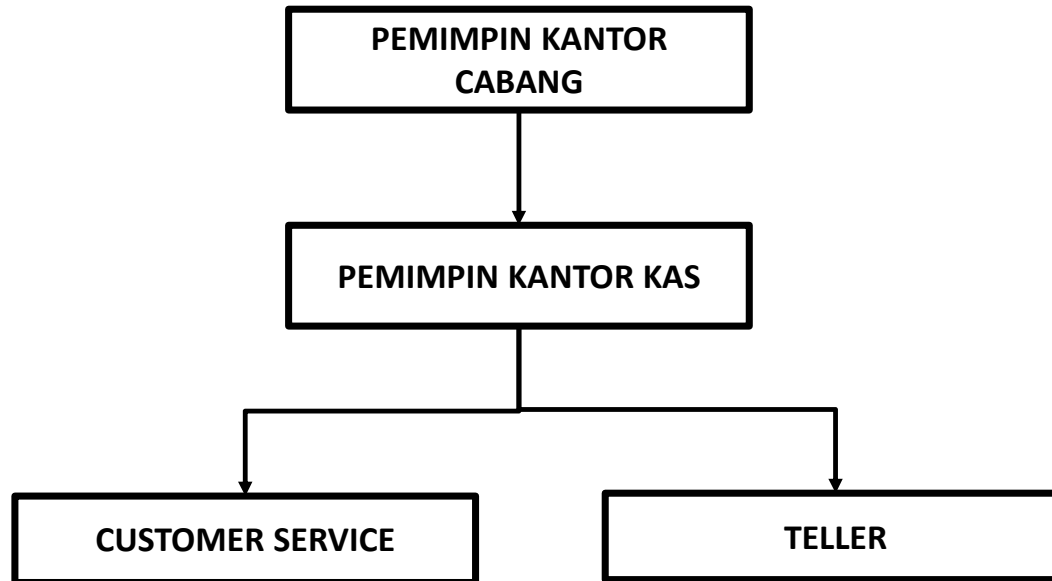 PEMIMPIN KANTOR
CABANG
PEMIMPIN KANTOR KAS
CUSTOMER SERVICE
TELLER